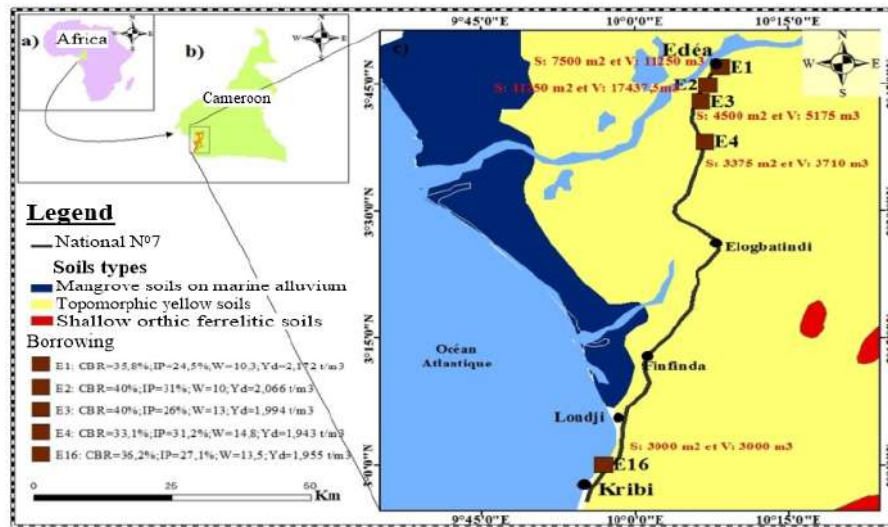 a)
Africa
N
W
E
S
b)
N
W
E
S
Cameroon
Legend
National Nº7
Soils types
Mangrove soils on marine alluvium
Topomorphic yellow soils
Shallow orthic ferrelitic soils
Borrowing
E1: CBR=35,8%;IP=24,5%;W=10,3;Yd=2,172 t/m3
E2: CBR=40%;IP=31%;W=10;Yd=2,066 t/m3
E3: CBR=40%;IP=26%;W=13;Yd=1,994 t/m3
E4: CBR=33,1%;IP=31,2%;W=14,8;Yd=1,943 t/m3
E16: CBR=36,2%;IP=27,1%;W=13,5;Yd=1,955 t/m3
0 25 50
Km
9°45'0"E 10°0'0"E 10°15'0"E
c)
N
W
E
S
Edéa
S: 7500 m2 et V: 11250 m3
E1
S: 11250 m2 et V: 17437,5m3
E2
E3
S: 4500 m2 et V: 5175 m3
E4
S: 3375 m2 et V: 3710 m3
Elogbatindi
Océan
Atlantique
Finfinda
Londji
S: 3000 m2 et V: 3000 m3
E16
Kribi
3°45'0"N
3°30'0"N
3°15'0"N
3°0'0"N
9°45'0"E 10°0'0"E 10°15'0"E